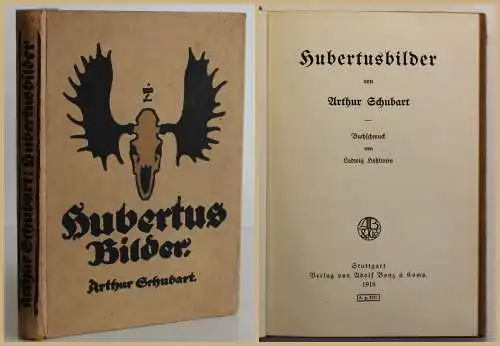 Arthur Schubart: Hubertusbilder
Hubertus
Bilder.
Arthur Schubart.
Hubertusbilder
von
Arthur Schubart
Buchschmuck
von
Ludwig Hohlwein
Stuttgart
Verlag von Adolf Bonz & Comp.
1918